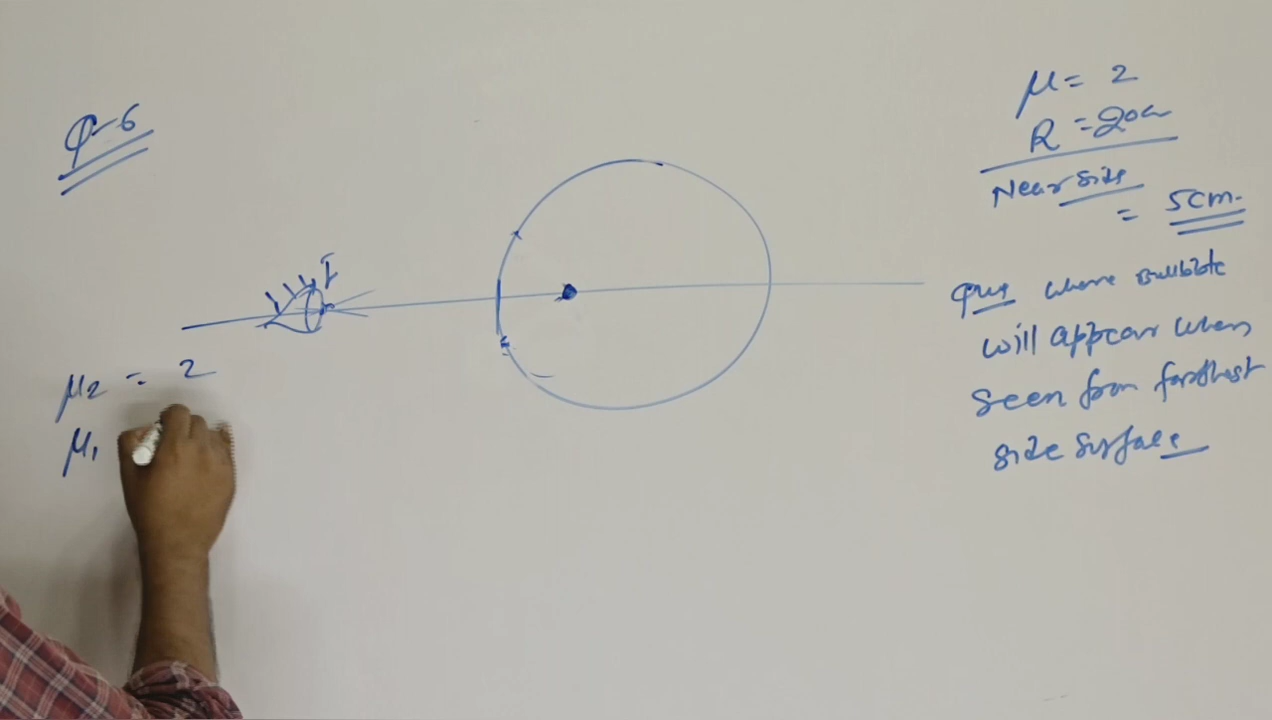 Q-6
I
μ2 = 2
μ1
μ = 2
R = 20cm
Near side
= 5cm.
Ques where Bubble
will appear when
seen from farthest
side surface